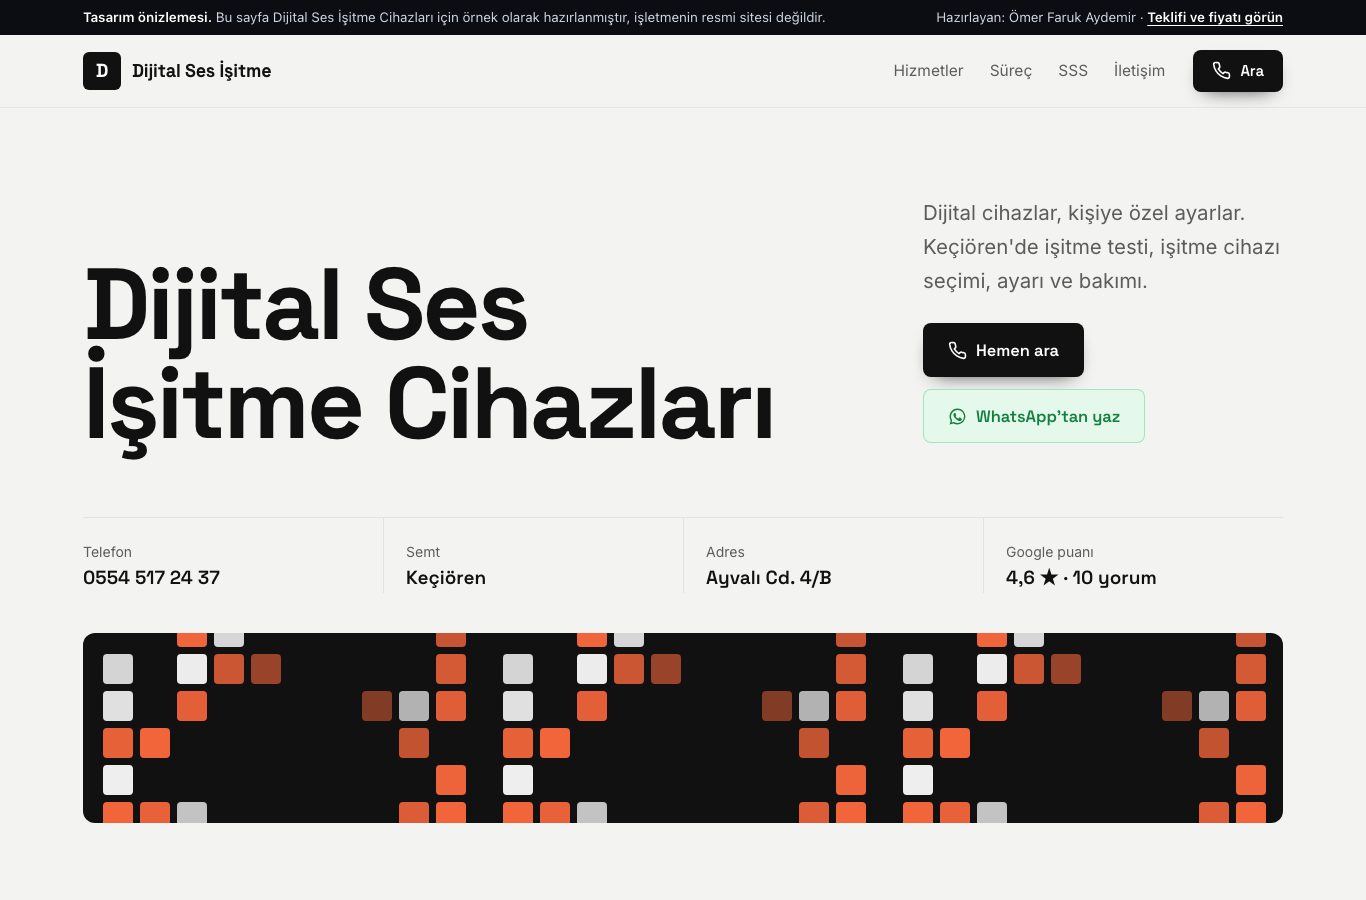 Tasarım önizlemesi. Bu sayfa Dijital Ses İşitme Cihazları için örnek olarak hazırlanmıştır, işletmenin resmi sitesi değildir.
Hazırlayan: Ömer Faruk Aydemir · Teklifi ve fiyatı görün
D
Dijital Ses İşitme
Hizmetler
Süreç
SSS
İletişim
Ara
Dijital Ses
İşitme Cihazları
Dijital cihazlar, kişiye özel ayarlar.
Keçiören'de işitme testi, işitme cihazı
seçimi, ayarı ve bakımı.
Hemen ara
WhatsApp’tan yaz
Telefon
0554 517 24 37
Semt
Keçiören
Adres
Ayvalı Cd. 4/B
Google puanı
4,6 ★ · 10 yorum